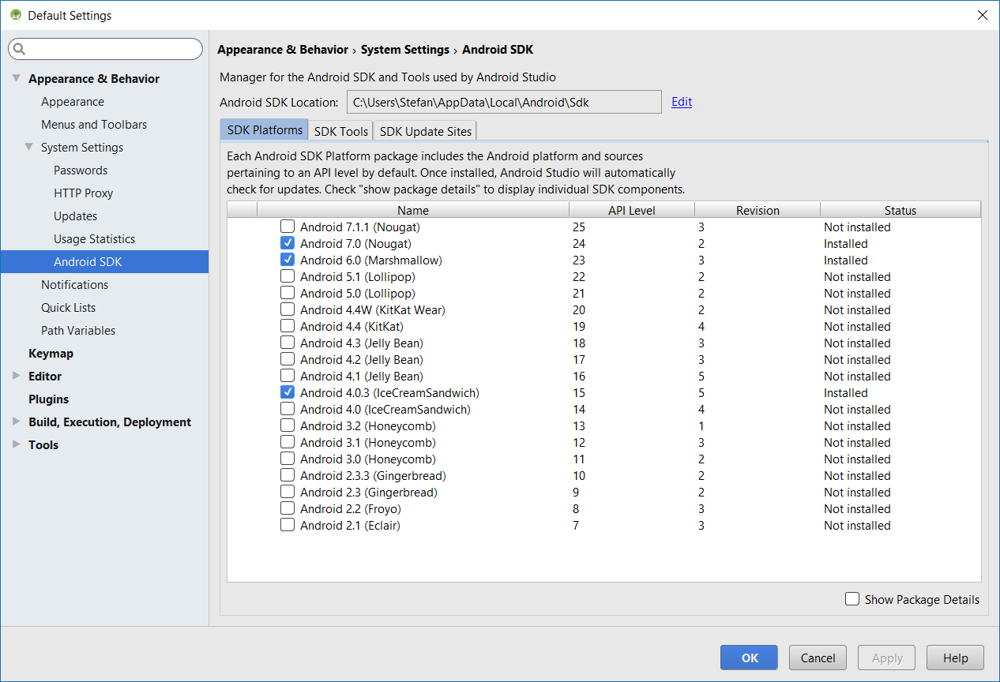 Default Settings
Appearance & Behavior
Appearance
Menus and Toolbars
System Settings
Passwords
HTTP Proxy
Updates
Usage Statistics
Android SDK
Notifications
Quick Lists
Path Variables
Keymap
Editor
Plugins
Build, Execution, Deployment
Tools
Appearance & Behavior › System Settings › Android SDK
Manager for the Android SDK and Tools used by Android Studio
Android SDK Location: C:\Users\Stefan\AppData\Local\Android\Sdk Edit
SDK Platforms SDK Tools SDK Update Sites
Each Android SDK Platform package includes the Android platform and sources
pertaining to an API level by default. Once installed, Android Studio will automatically
check for updates. Check "show package details" to display individual SDK components.
Name API Level Revision Status
Android 7.1.1 (Nougat) 25 3 Not installed
Android 7.0 (Nougat) 24 2 Installed
Android 6.0 (Marshmallow) 23 3 Installed
Android 5.1 (Lollipop) 22 2 Not installed
Android 5.0 (Lollipop) 21 2 Not installed
Android 4.4W (KitKat Wear) 20 2 Not installed
Android 4.4 (KitKat) 19 4 Not installed
Android 4.3 (Jelly Bean) 18 3 Not installed
Android 4.2 (Jelly Bean) 17 3 Not installed
Android 4.1 (Jelly Bean) 16 5 Not installed
Android 4.0.3 (IceCreamSandwich) 15 5 Installed
Android 4.0 (IceCreamSandwich) 14 4 Not installed
Android 3.2 (Honeycomb) 13 1 Not installed
Android 3.1 (Honeycomb) 12 3 Not installed
Android 3.0 (Honeycomb) 11 2 Not installed
Android 2.3.3 (Gingerbread) 10 2 Not installed
Android 2.3 (Gingerbread) 9 2 Not installed
Android 2.2 (Froyo) 8 3 Not installed
Android 2.1 (Eclair) 7 3 Not installed
Show Package Details
OK Cancel Apply Help